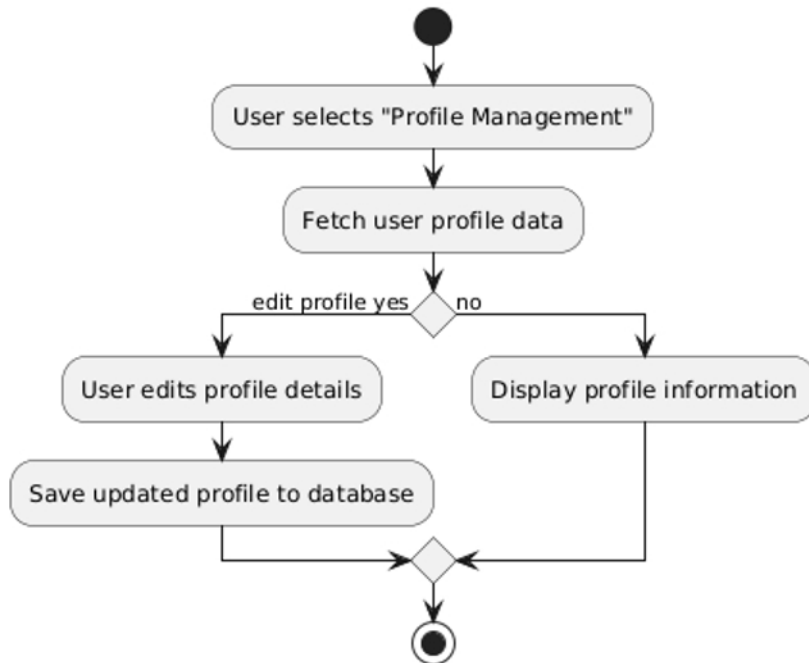 User selects "Profile Management"
Fetch user profile data
edit profile yes
no
User edits profile details
Display profile information
Save updated profile to database